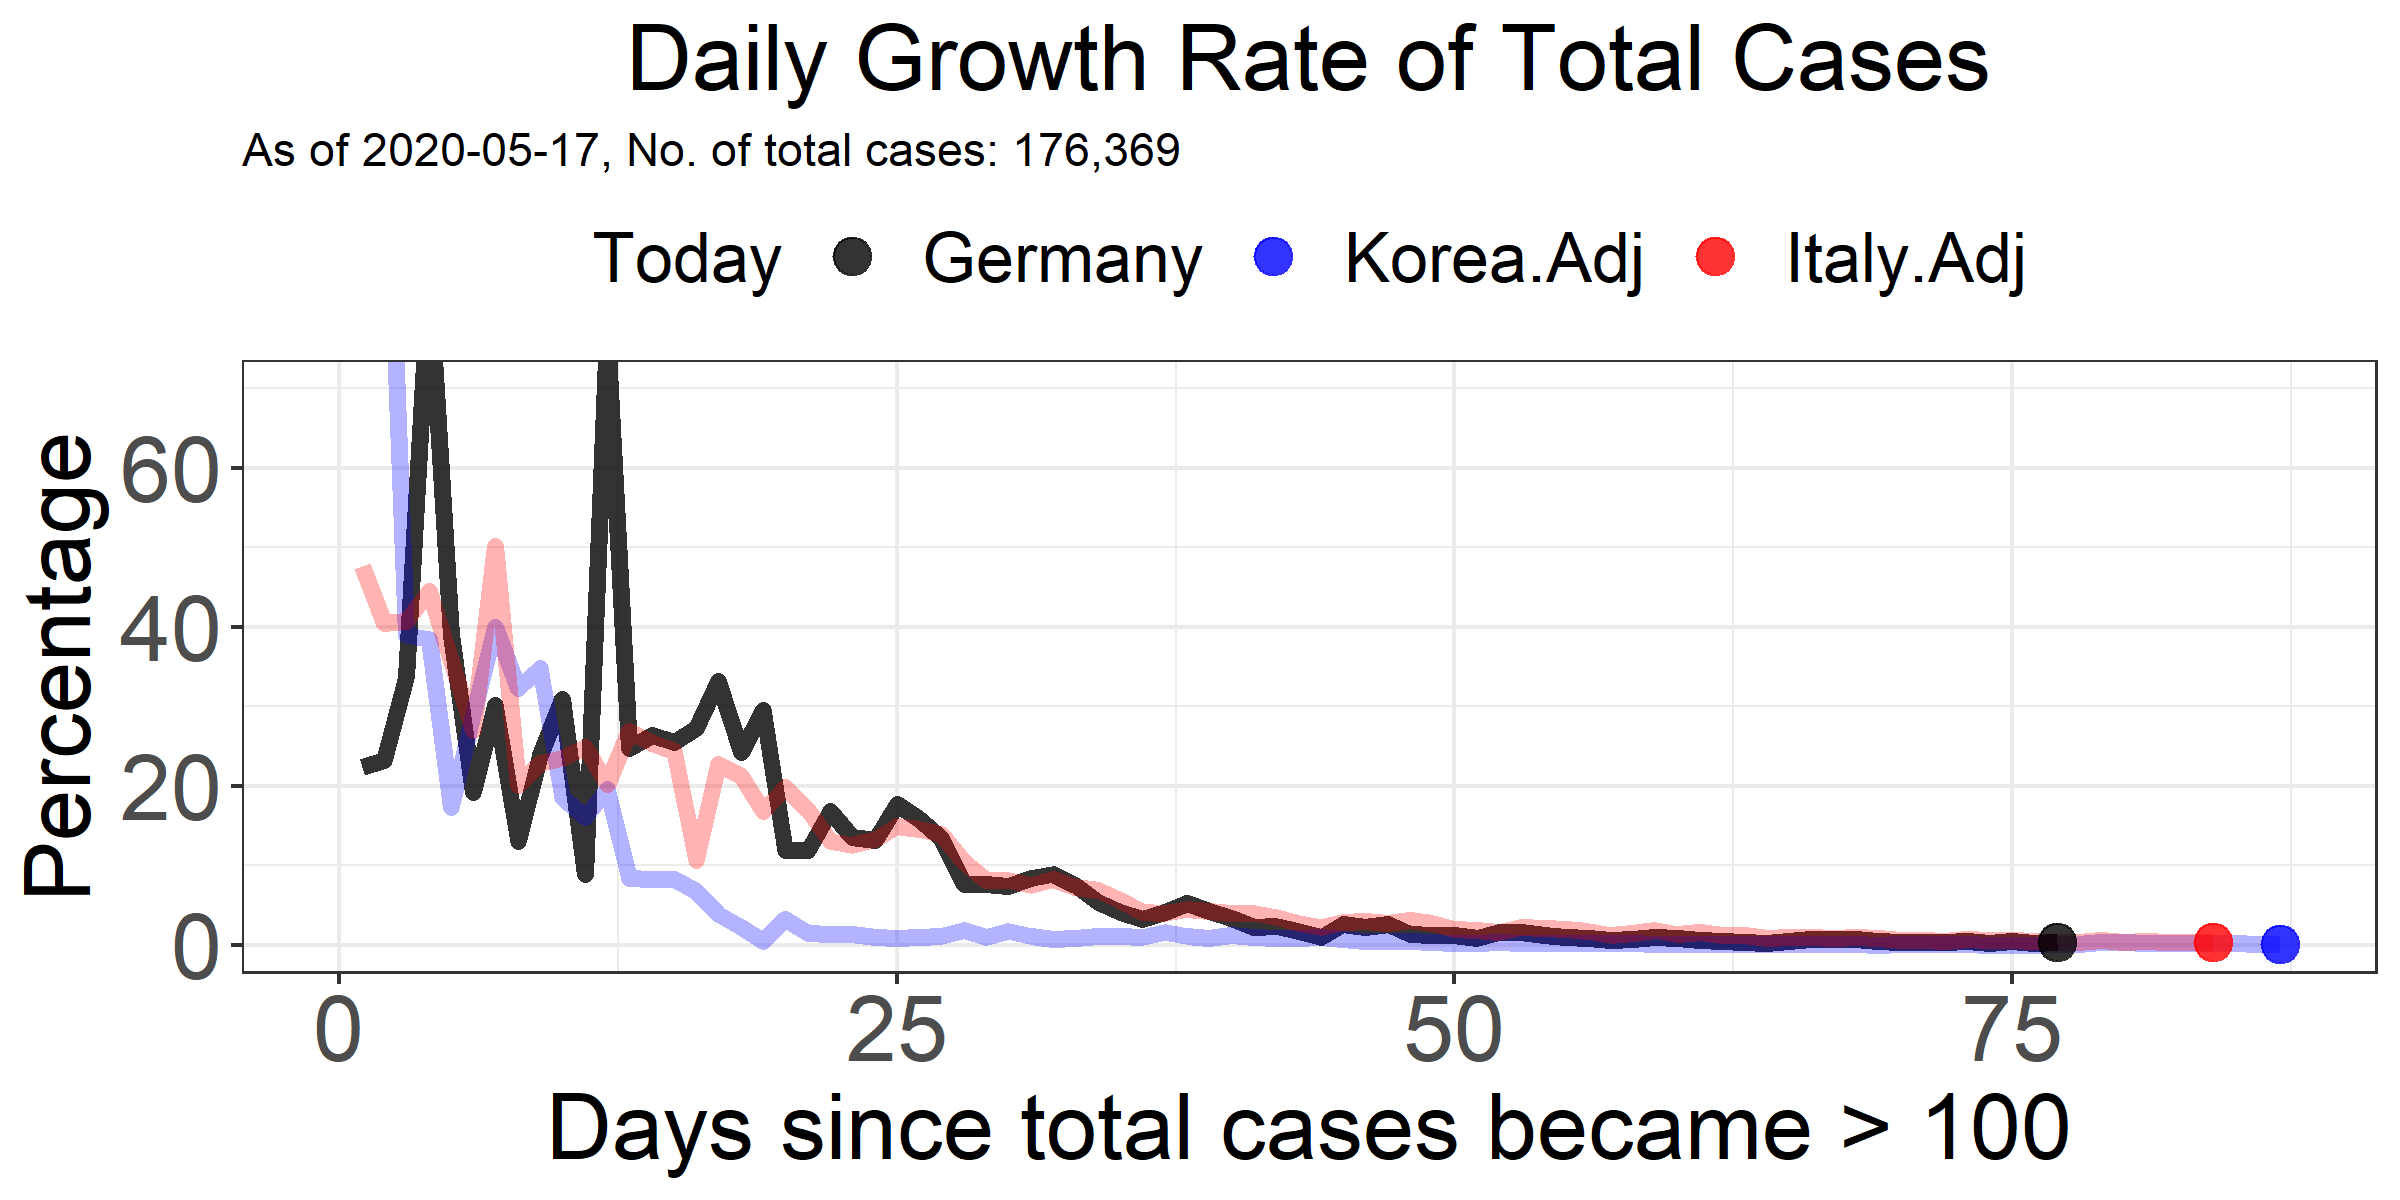 Daily Growth Rate of Total Cases
As of 2020-05-17, No. of total cases: 176,369
Today Germany Korea.Adj Italy.Adj
Percentage
60
40
20
0
0 25 50 75
Days since total cases became > 100